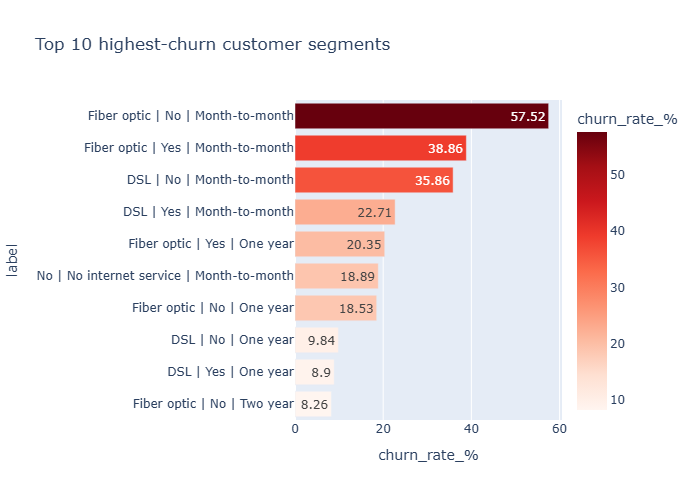 Top 10 highest-churn customer segments
Fiber optic | No | Month-to-month 57.52
Fiber optic | Yes | Month-to-month 38.86
DSL | No | Month-to-month 35.86
DSL | Yes | Month-to-month 22.71
Fiber optic | Yes | One year 20.35
No | No internet service | Month-to-month 18.89
Fiber optic | No | One year 18.53
DSL | No | One year 9.84
DSL | Yes | One year 8.9
Fiber optic | No | Two year 8.26
0 20 40 60
churn_rate_%
label
churn_rate_%
50
40
30
20
10